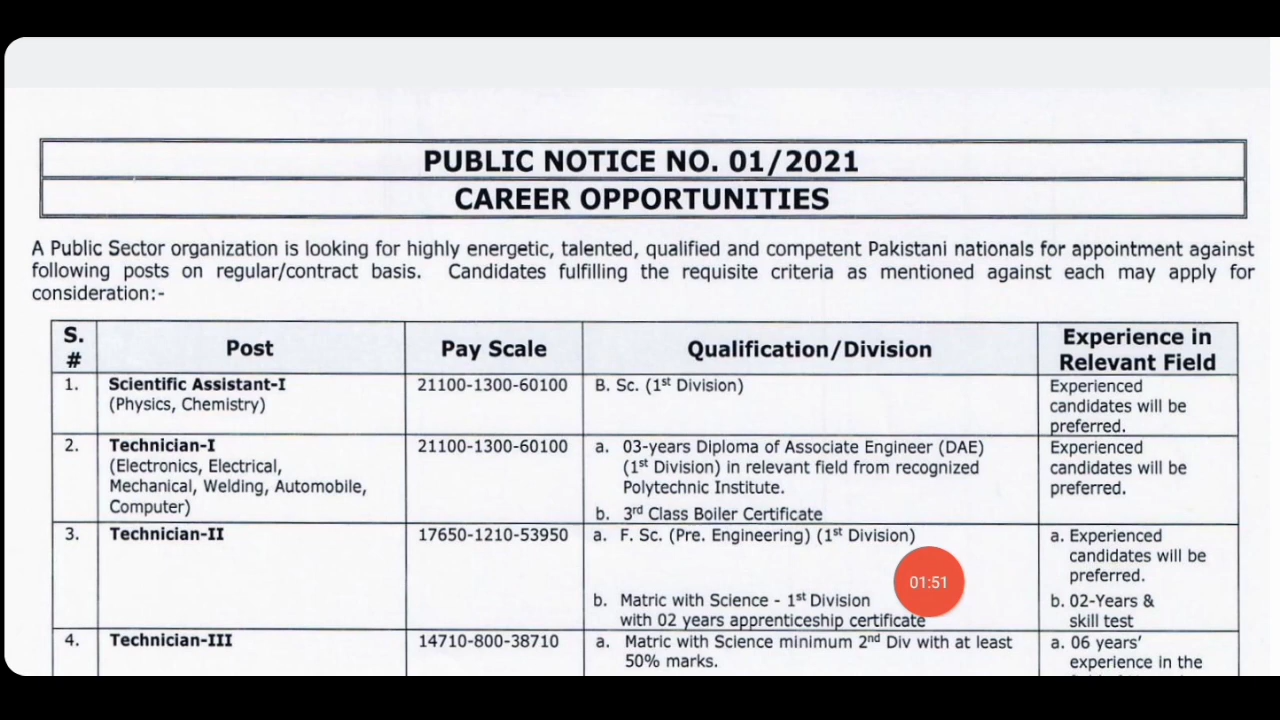 PUBLIC NOTICE NO. 01/2021
CAREER OPPORTUNITIES
A Public Sector organization is looking for highly energetic, talented, qualified and competent Pakistani nationals for appointment against
following posts on regular/contract basis. Candidates fulfilling the requisite criteria as mentioned against each may apply for
consideration:-
S.
#
Post
Pay Scale
Qualification/Division
Experience in
Relevant Field
1.
Scientific Assistant-I
(Physics, Chemistry)
21100-1300-60100
B. Sc. (1st Division)
Experienced
candidates will be
preferred.
2.
Technician-I
(Electronics, Electrical,
Mechanical, Welding, Automobile,
Computer)
21100-1300-60100
a. 03-years Diploma of Associate Engineer (DAE)
(1st Division) in relevant field from recognized
Polytechnic Institute.
b. 3rd Class Boiler Certificate
Experienced
candidates will be
preferred.
3.
Technician-II
17650-1210-53950
a. F. Sc. (Pre. Engineering) (1st Division)
b. Matric with Science - 1st Division
with 02 years apprenticeship certificate
a. Experienced
candidates will be
preferred.
b. 02-Years &
skill test
01:51
4.
Technician-III
14710-800-38710
a. Matric with Science minimum 2nd Div with at least
50% marks.
a. 06 years'
experience in the